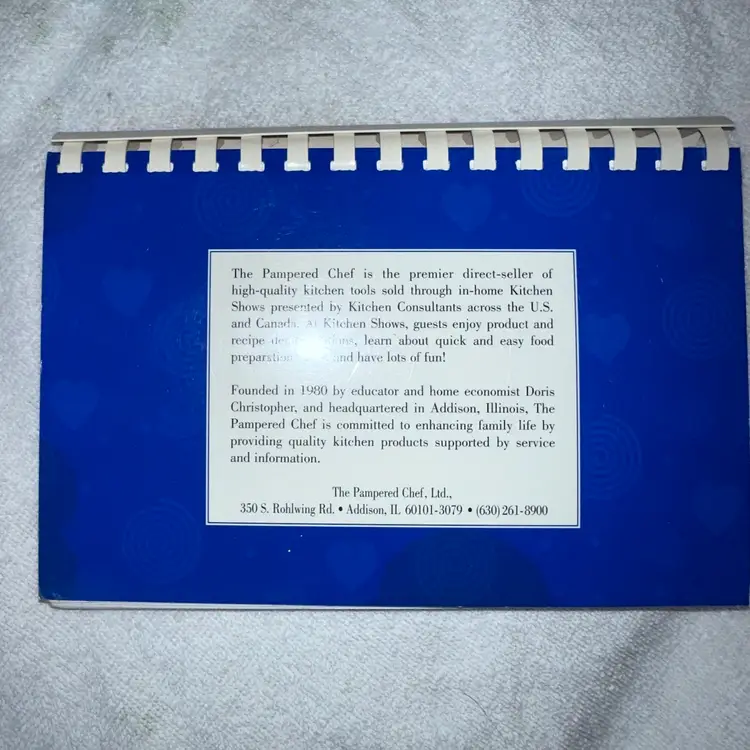 The Pampered Chef is the premier direct-seller of
high-quality kitchen tools sold through in-home Kitchen
Shows presented by Kitchen Consultants across the U.S.
and Canada. At Kitchen Shows, guests enjoy product and
recipe learn about quick and easy food
preparation and have lots of fun!
Founded in 1980 by educator and home economist Doris
Christopher, and headquartered in Addison, Illinois, The
Pampered Chef is committed to enhancing family life by
providing quality kitchen products supported by service
and information.
The Pampered Chef, Ltd.,
350 S. Rohlwing Rd. • Addison, IL 60101-3079 • (630) 261-8900